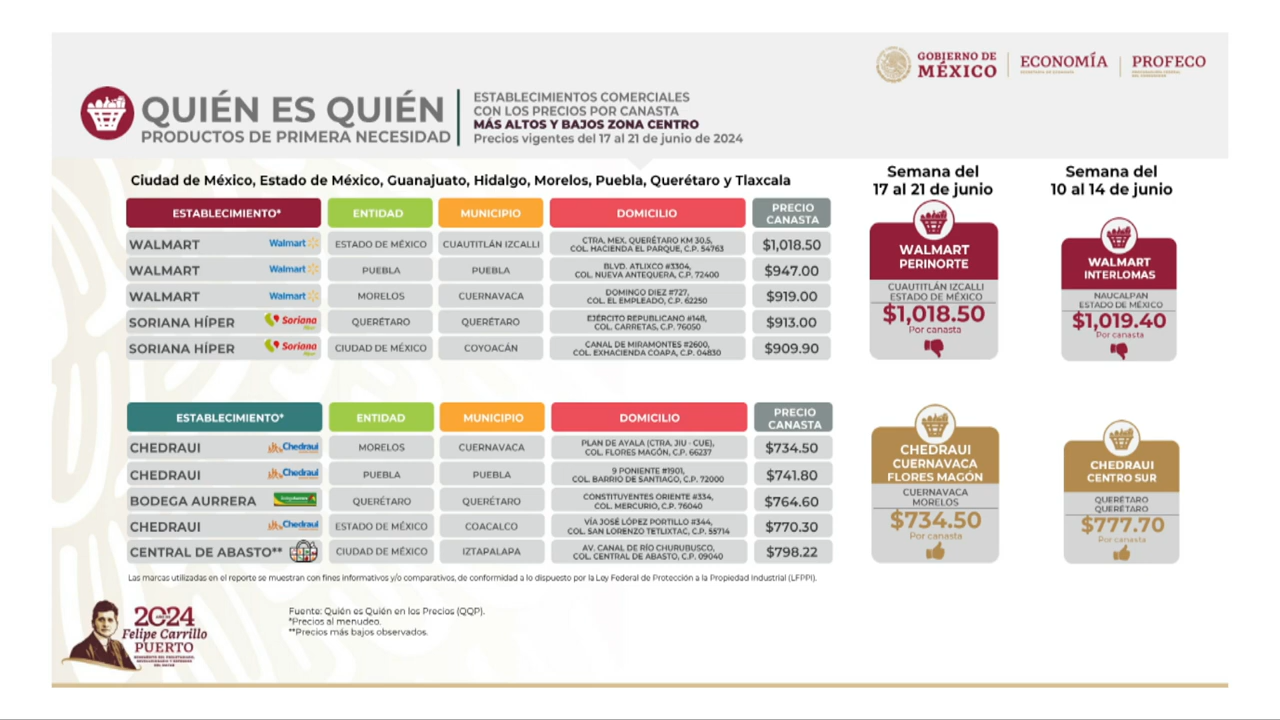 GOBIERNO DE
MÉXICO
ECONOMÍA
SECRETARÍA DE ECONOMÍA
PROFECO
PROCURADURÍA FEDERAL
DEL CONSUMIDOR
QUIÉN ES QUIÉN
PRODUCTOS DE PRIMERA NECESIDAD
ESTABLECIMIENTOS COMERCIALES
CON LOS PRECIOS POR CANASTA
MÁS ALTOS Y BAJOS ZONA CENTRO
Precios vigentes del 17 al 21 de junio de 2024
Ciudad de México, Estado de México, Guanajuato, Hidalgo, Morelos, Puebla, Querétaro y Tlaxcala
ESTABLECIMIENTO* ENTIDAD MUNICIPIO DOMICILIO PRECIO CANASTA
WALMART Walmart ESTADO DE MÉXICO CUAUTITLÁN IZCALLI CTRA. MEX. QUERÉTARO KM 30.5, COL. HACIENDA EL PARQUE, C.P. 54763 $1,018.50
WALMART Walmart PUEBLA PUEBLA BLVD. ATLIXCO #3304, COL. NUEVA ANTEQUERA, C.P. 72400 $947.00
WALMART Walmart MORELOS CUERNAVACA DOMINGO DIEZ #727, COL. EL EMPLEADO, C.P. 62250 $919.00
SORIANA HÍPER Soriana Híper QUERÉTARO QUERÉTARO EJÉRCITO REPUBLICANO #148, COL. CARRETAS, C.P. 76050 $913.00
SORIANA HÍPER Soriana Híper CIUDAD DE MÉXICO COYOACÁN CANAL DE MIRAMONTES #2600, COL. EXHACIENDA COAPA, C.P. 04830 $909.90
Semana del
17 al 21 de junio
WALMART
PERINORTE
CUAUTITLÁN IZCALLI
ESTADO DE MÉXICO
$1,018.50
Por canasta
Semana del
10 al 14 de junio
WALMART
INTERLOMAS
NAUCALPAN
ESTADO DE MÉXICO
$1,019.40
Por canasta
ESTABLECIMIENTO* ENTIDAD MUNICIPIO DOMICILIO PRECIO CANASTA
CHEDRAUI Chedraui MORELOS CUERNAVACA PLAN DE AYALA (CTRA. JIU - CUE), COL. FLORES MAGÓN, C.P. 66237 $734.50
CHEDRAUI Chedraui PUEBLA PUEBLA 9 PONIENTE #1901, COL. BARRIO DE SANTIAGO, C.P. 72000 $741.80
BODEGA AURRERA Bodega Aurrera QUERÉTARO QUERÉTARO CONSTITUYENTES ORIENTE #334, COL. MERCURIO, C.P. 76040 $764.60
CHEDRAUI Chedraui ESTADO DE MÉXICO COACALCO VÍA JOSÉ LÓPEZ PORTILLO #344, COL. SAN LORENZO TETLIXTAC, C.P. 55714 $770.30
CENTRAL DE ABASTO** CIUDAD DE MÉXICO IZTAPALAPA AV. CANAL DE RÍO CHURUBUSCO, COL. CENTRAL DE ABASTO, C.P. 09040 $798.22
CHEDRAUI
CUERNAVACA
FLORES MAGÓN
CUERNAVACA
MORELOS
$734.50
Por canasta
CHEDRAUI
CENTRO SUR
QUERÉTARO
QUERÉTARO
$777.70
Por canasta
Las marcas utilizadas en el reporte se muestran con fines informativos y/o comparativos, de conformidad a lo dispuesto por la Ley Federal de Protección a la Propiedad Industrial (LFPPI).
2024
Felipe Carrillo
PUERTO
Fuente: Quién es Quién en los Precios (QQP).
*Precios al menudeo.
**Precios más bajos observados.